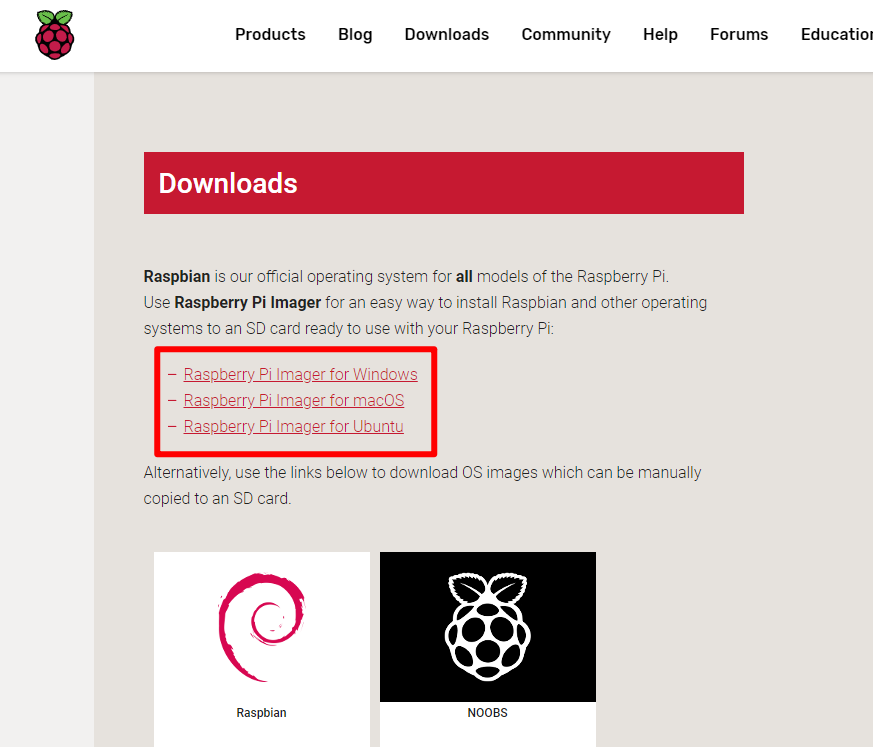 Products Blog Downloads Community Help Forums Education
Downloads
Raspbian is our official operating system for all models of the Raspberry Pi.
Use Raspberry Pi Imager for an easy way to install Raspbian and other operating
systems to an SD card ready to use with your Raspberry Pi:
– Raspberry Pi Imager for Windows
– Raspberry Pi Imager for macOS
– Raspberry Pi Imager for Ubuntu
Alternatively, use the links below to download OS images which can be manually
copied to an SD card.
Raspbian NOOBS